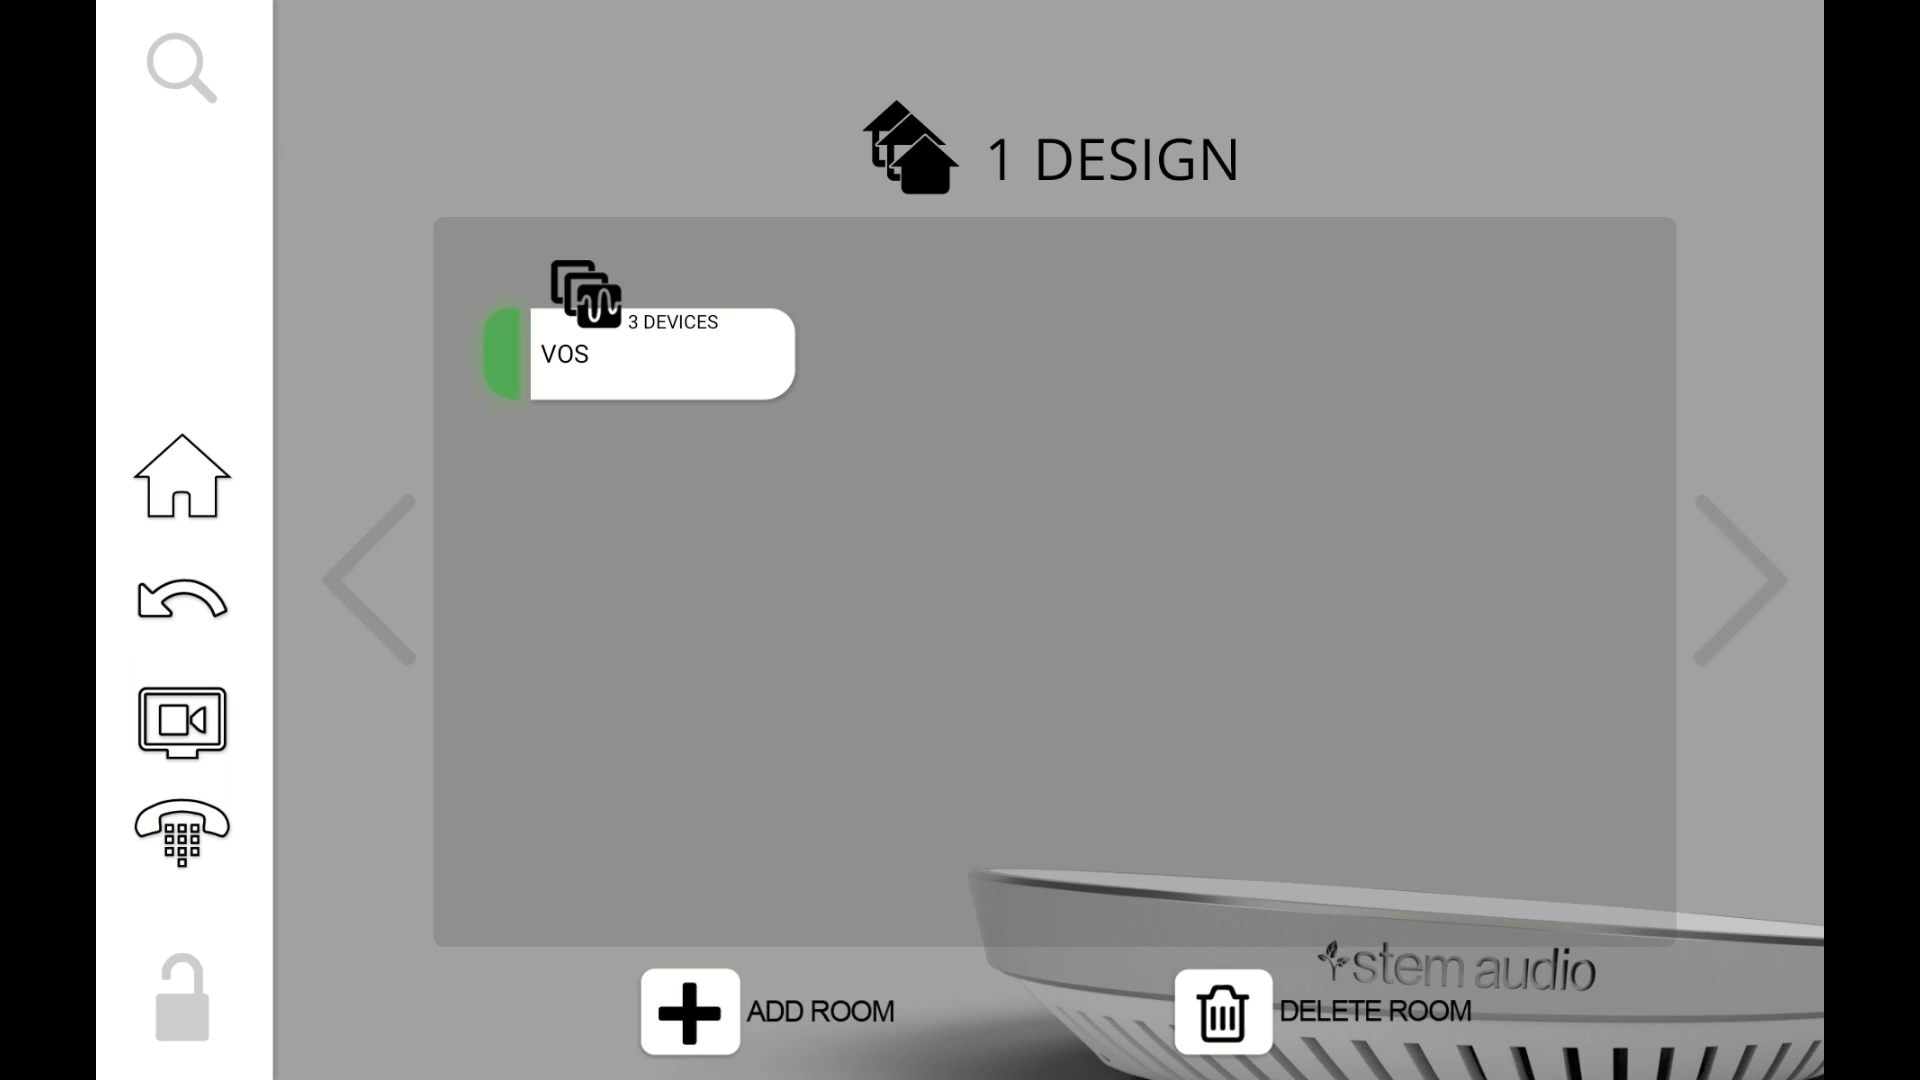 1 DESIGN
3 DEVICES
VOS
stem audio
ADD ROOM
DELETE ROOM